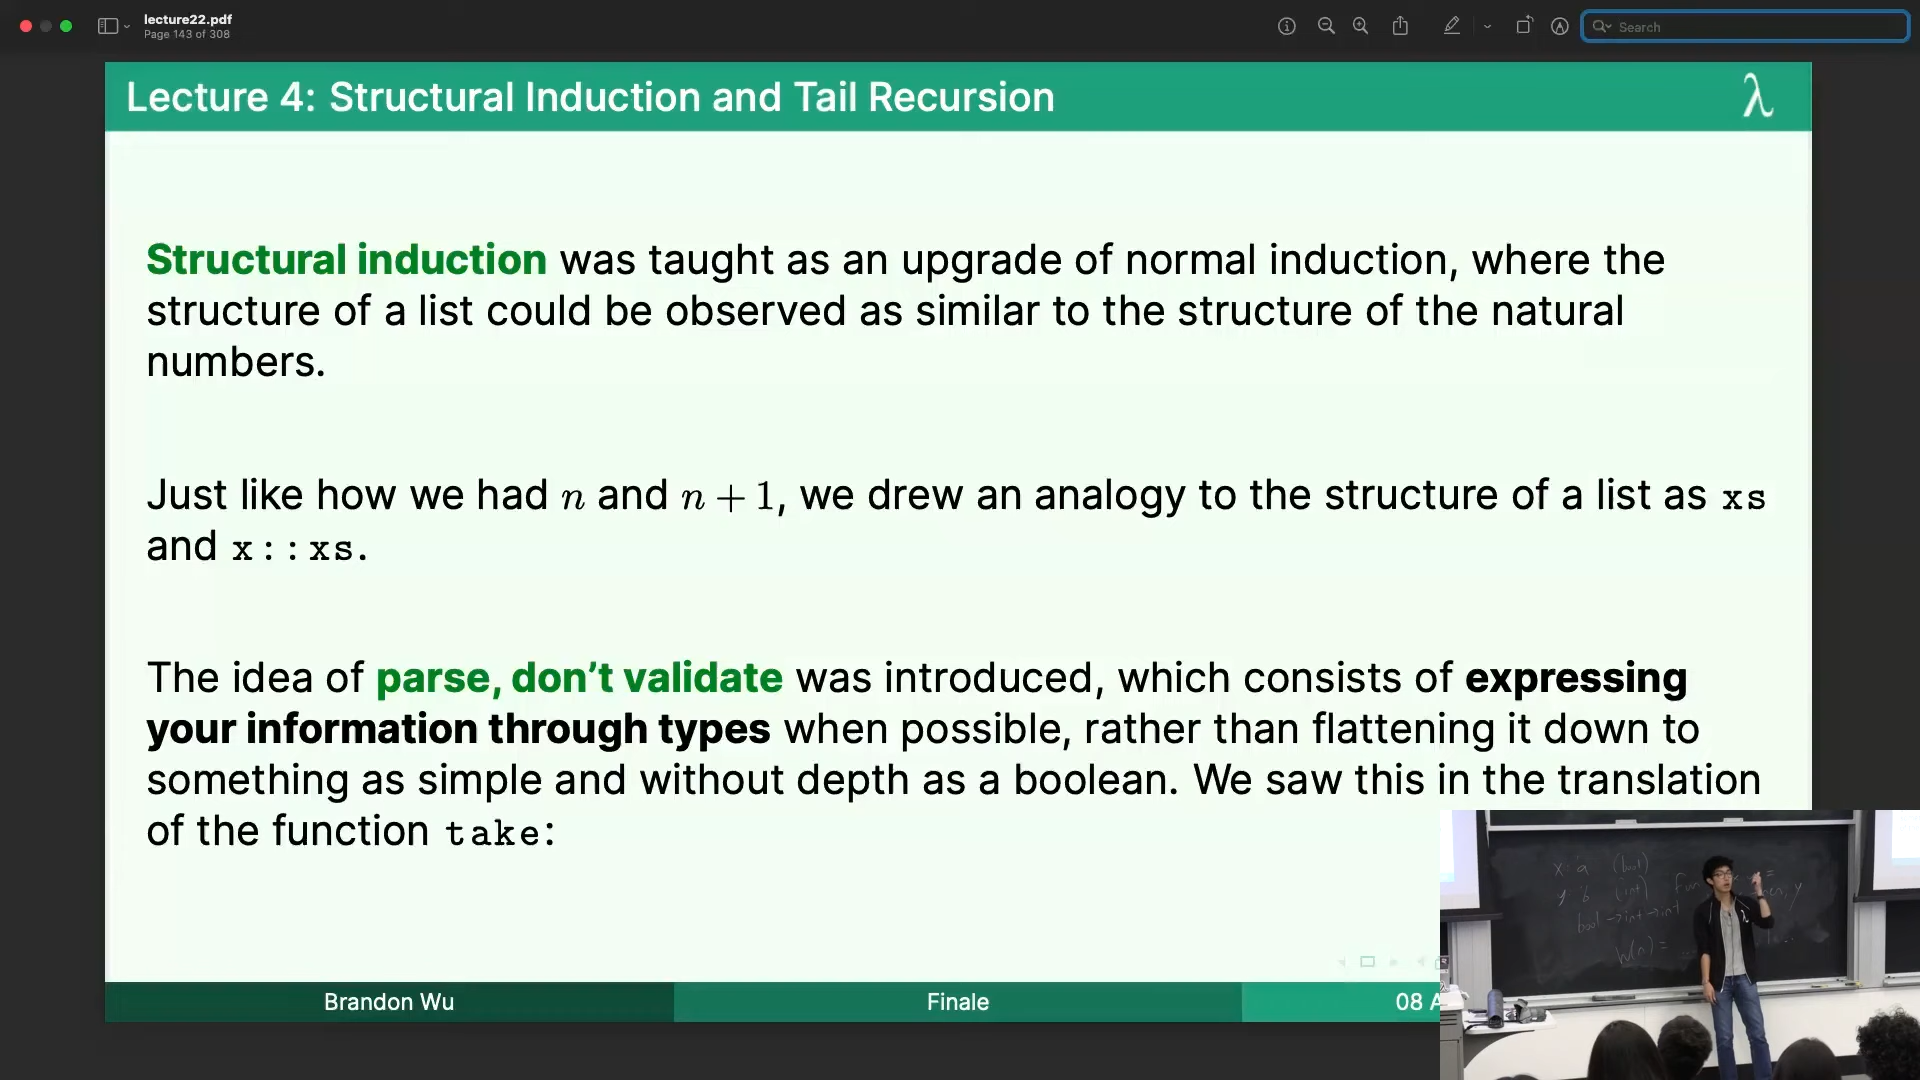 lecture22.pdf
Page 143 of 308
Search
Lecture 4: Structural Induction and Tail Recursion
λ
Structural induction was taught as an upgrade of normal induction, where the
structure of a list could be observed as similar to the structure of the natural
numbers.
Just like how we had n and n + 1, we drew an analogy to the structure of a list as xs
and x::xs.
The idea of parse, don't validate was introduced, which consists of expressing
your information through types when possible, rather than flattening it down to
something as simple and without depth as a boolean. We saw this in the translation
of the function take:
Brandon Wu
Finale
08 A
x: 'a (bool)
y: 'b (int)
bool → int → int
W(n) =